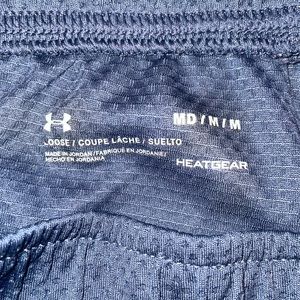 MD / M / M
LOOSE / COUPE LÂCHE / SUELTO
MADE IN JORDAN / FABRIQUÉ EN JORDANIE /
HECHO EN JORDANIA
HEATGEAR